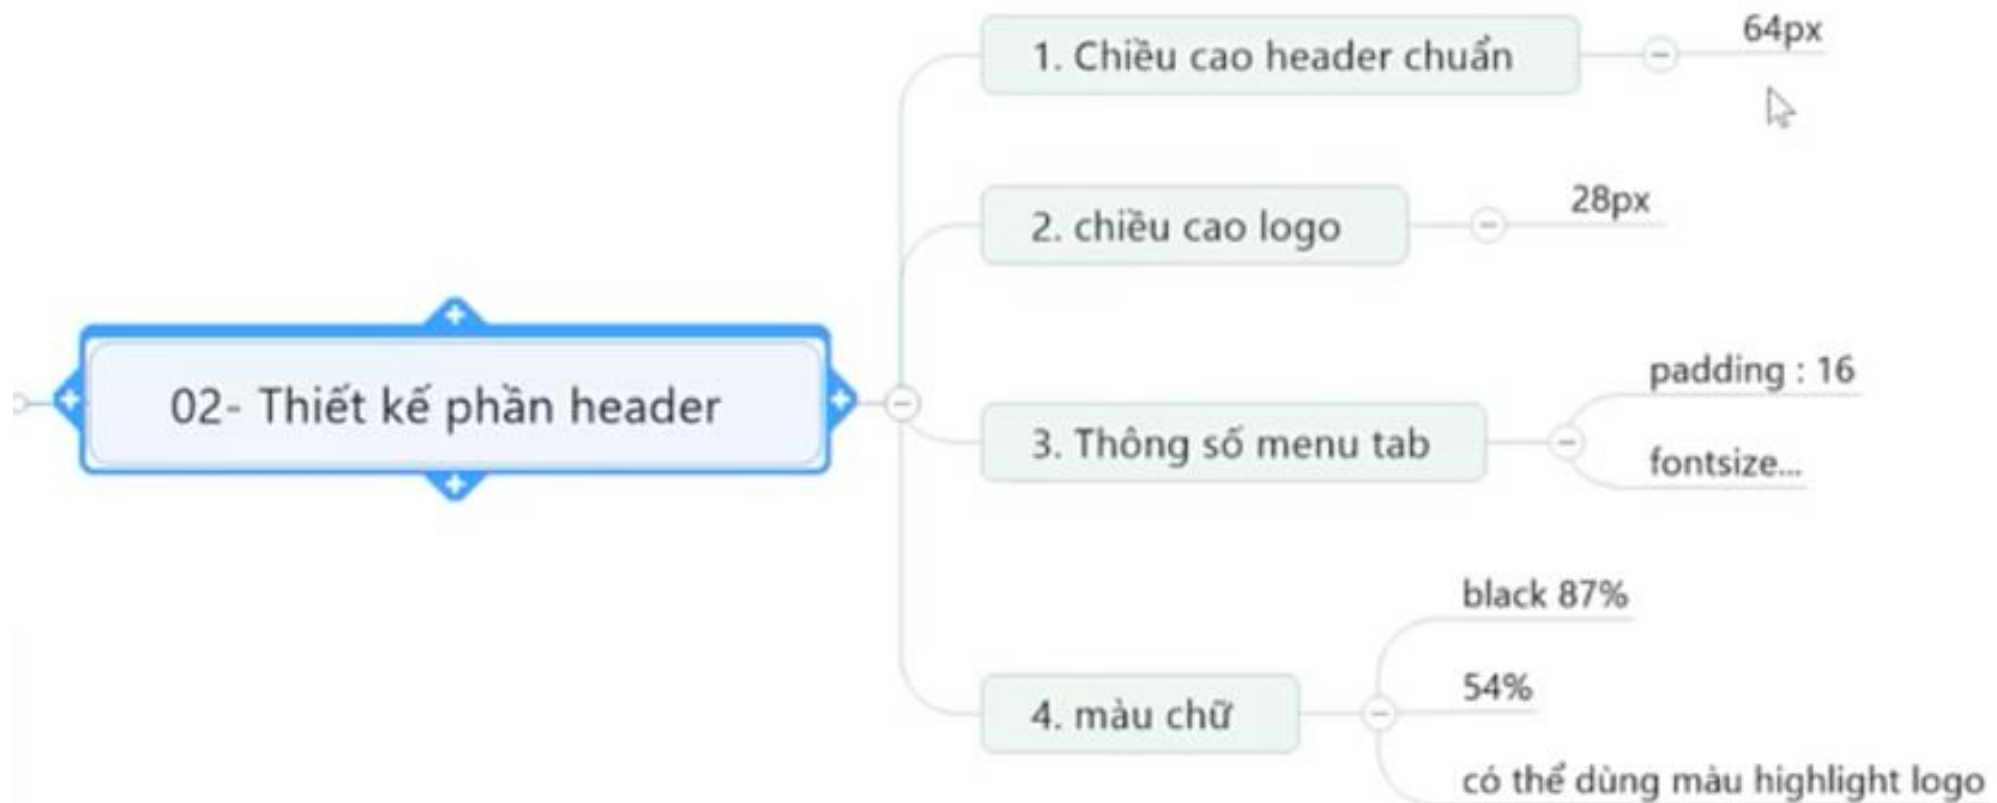 02- Thiết kế phần header
1. Chiều cao header chuẩn
64px
2. chiều cao logo
28px
3. Thông số menu tab
padding : 16
fontsize...
4. màu chữ
black 87%
54%
có thể dùng màu highlight logo